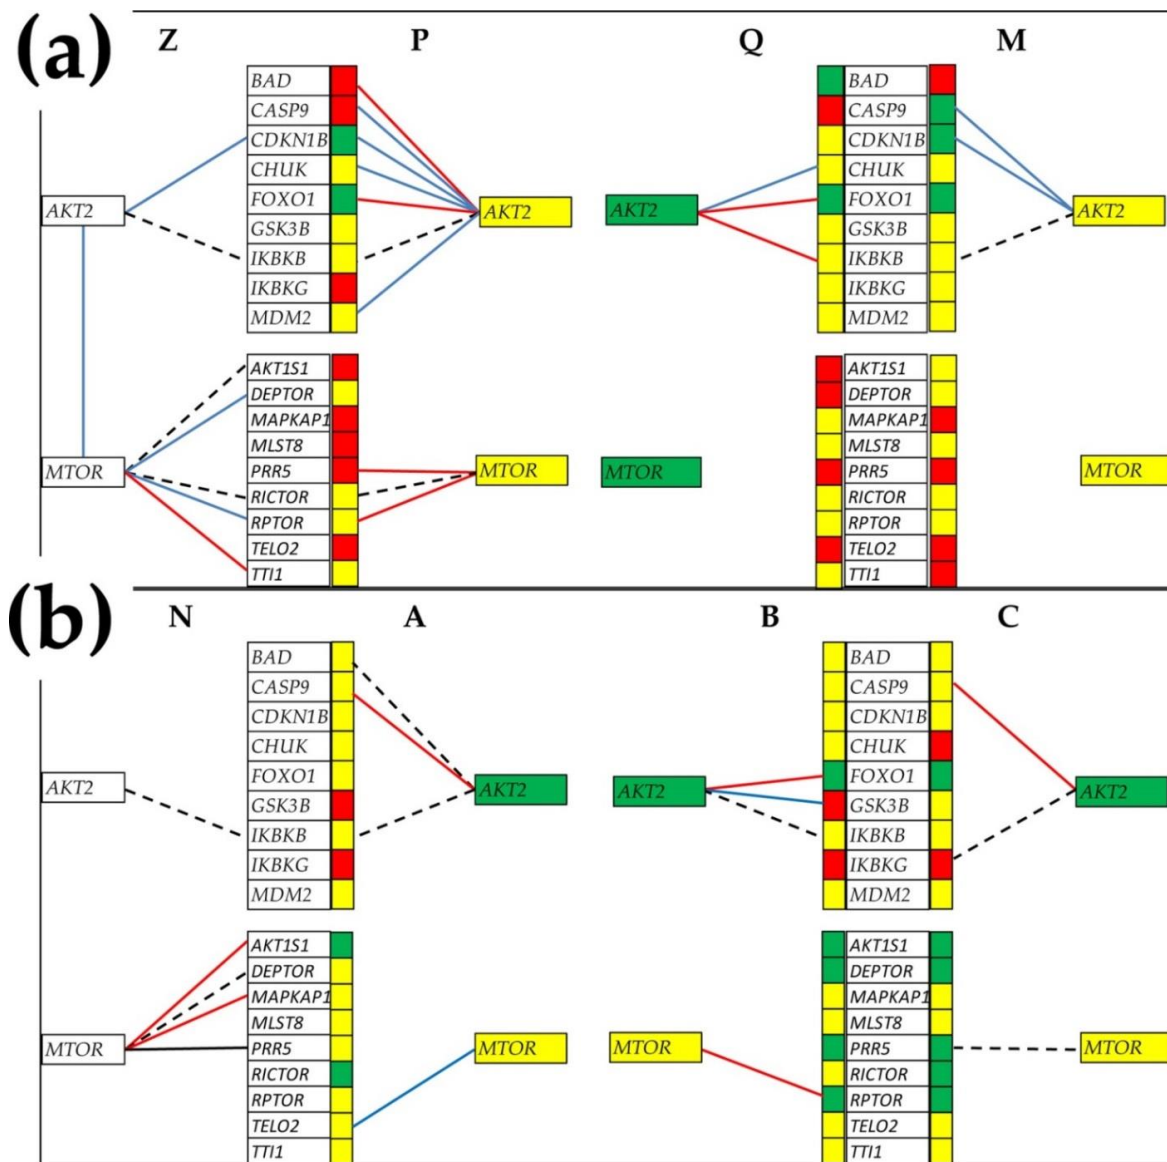 (a)
Z P Q M
BAD BAD
CASP9 CASP9
CDKN1B CDKN1B
CHUK CHUK
AKT2 FOXO1 AKT2 AKT2 FOXO1 AKT2
GSK3B GSK3B
IKBKB IKBKB
IKBKG IKBKG
MDM2 MDM2
AKT1S1 AKT1S1
DEPTOR DEPTOR
MAPKAP1 MAPKAP1
MLST8 MLST8
MTOR PRR5 MTOR MTOR PRR5 MTOR
RICTOR RICTOR
RPTOR RPTOR
TELO2 TELO2
TTI1 TTI1
(b)
N A B C
BAD BAD
CASP9 CASP9
CDKN1B CDKN1B
CHUK CHUK
AKT2 FOXO1 AKT2 AKT2 FOXO1 AKT2
GSK3B GSK3B
IKBKB IKBKB
IKBKG IKBKG
MDM2 MDM2
AKT1S1 AKT1S1
DEPTOR DEPTOR
MAPKAP1 MAPKAP1
MLST8 MLST8
MTOR PRR5 MTOR MTOR PRR5 MTOR
RICTOR RICTOR
RPTOR RPTOR
TELO2 TELO2
TTI1 TTI1